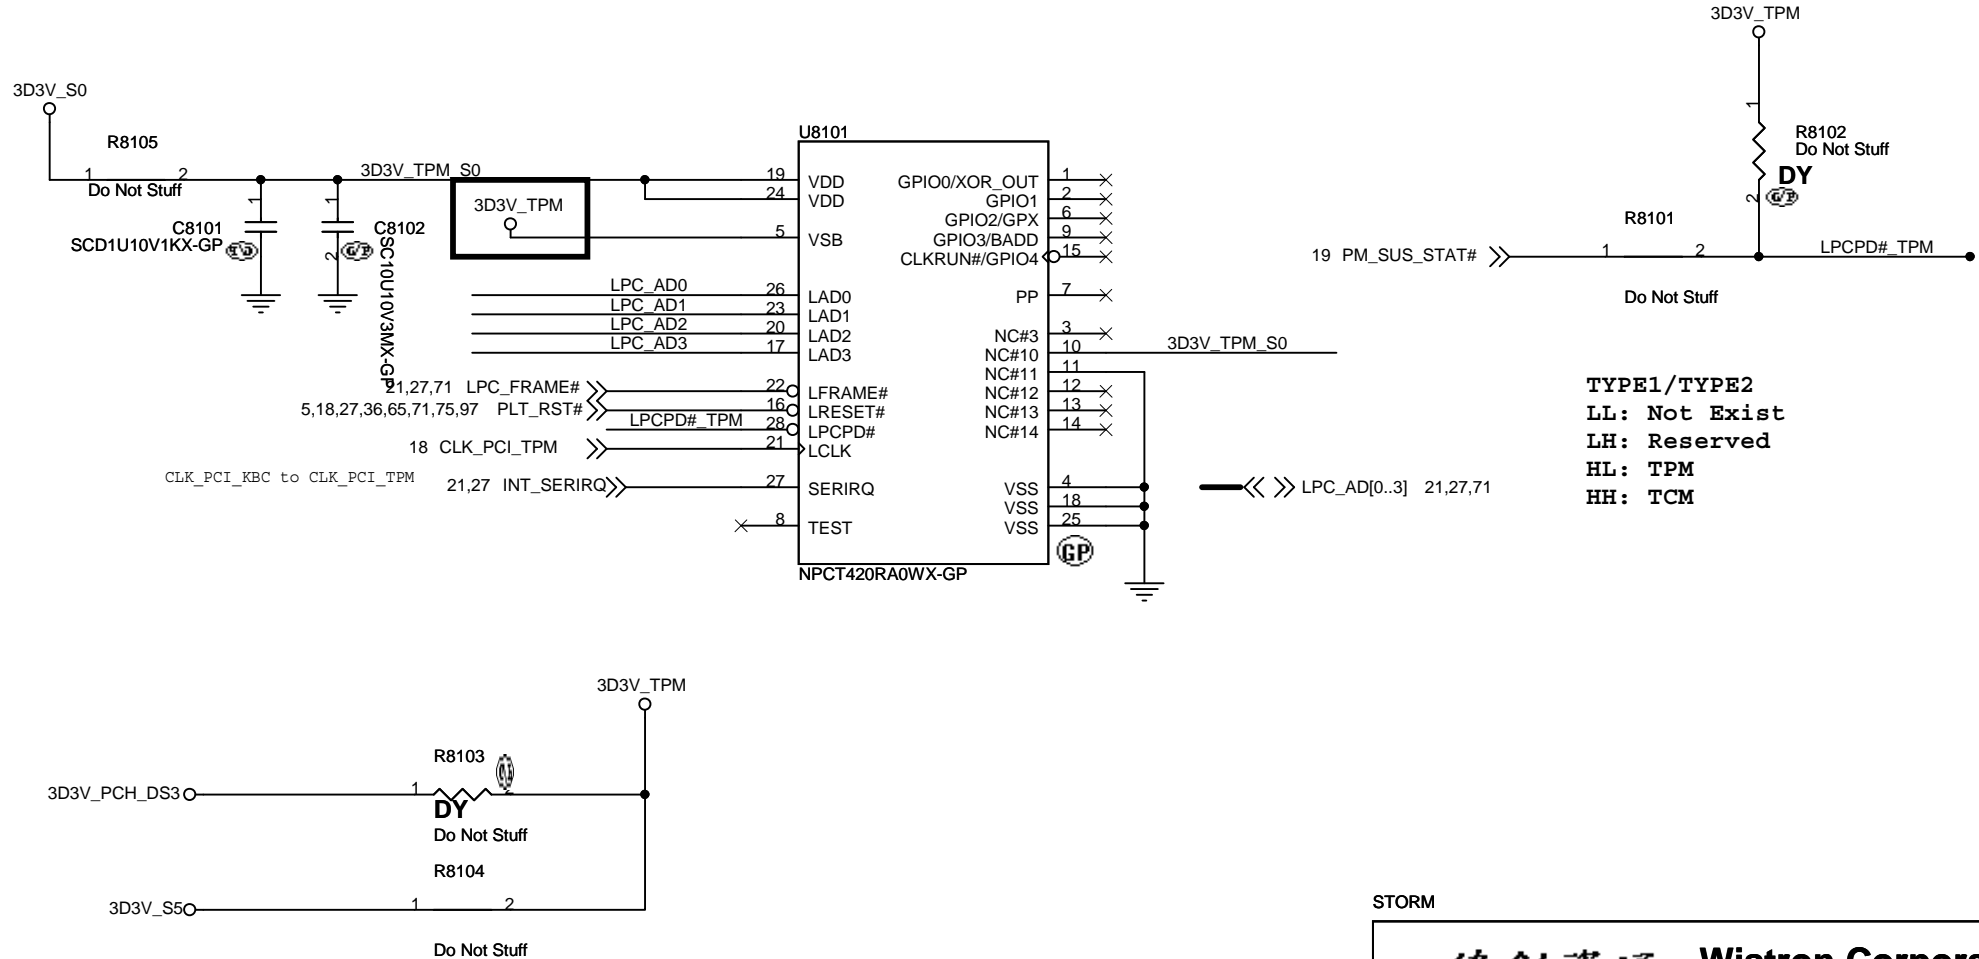 3D3V_S0
R8105
1 2
Do Not Stuff
3D3V_TPM_S0
1
C8101
SCD1U10V1KX-GP
1
2
C8102
SC10U10V3MX-GP
3D3V_TPM
U8101
19 VDD
24 VDD
5 VSB
LPC_AD0 26 LAD0
LPC_AD1 23 LAD1
LPC_AD2 20 LAD2
LPC_AD3 17 LAD3
21,27,71 LPC_FRAME# 22 LFRAME#
5,18,27,36,65,71,75,97 PLT_RST# 16 LRESET#
LPCPD#_TPM 28 LPCPD#
18 CLK_PCI_TPM 21 LCLK
CLK_PCI_KBC to CLK_PCI_TPM
21,27 INT_SERIRQ 27 SERIRQ
8 TEST
GPIO0/XOR_OUT 1
GPIO1 2
GPIO2/GPX 6
GPIO3/BADD 9
CLKRUN#/GPIO4 15
PP 7
NC#3 3
NC#10 10 3D3V_TPM_S0
NC#11 11
NC#12 12
NC#13 13
NC#14 14
VSS 4
VSS 18
VSS 25
GP
NPCT420RA0WX-GP
LPC_AD[0..3] 21,27,71
3D3V_TPM
1
R8102
Do Not Stuff
DY
2
R8101
19 PM_SUS_STAT# 1 2 LPCPD#_TPM
Do Not Stuff
TYPE1/TYPE2
LL: Not Exist
LH: Reserved
HL: TPM
HH: TCM
3D3V_TPM
R8103
3D3V_PCH_DS3 1 2
DY
Do Not Stuff
R8104
3D3V_S5 1 2
Do Not Stuff
STORM
Wistron